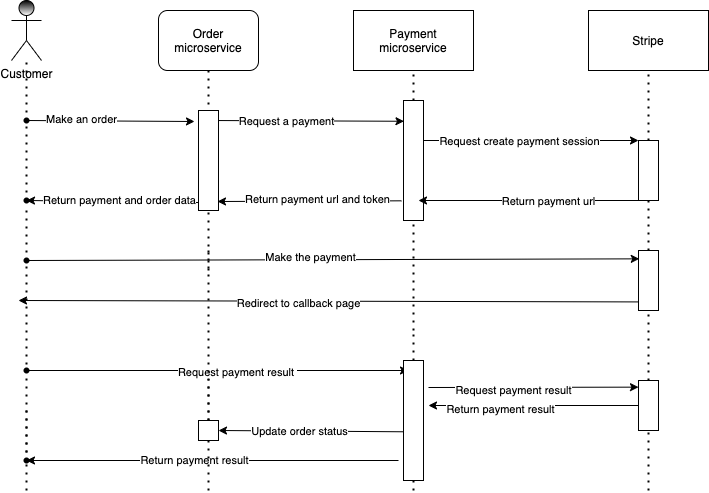 Order
microservice
Payment
microservice
Stripe
Customer
Make an order
Request a payment
Request create payment session
Return payment and order data
Return payment url and token
Return payment url
Make the payment
Redirect to callback page
Request payment result
Request payment result
Return payment result
Update order status
Return payment result